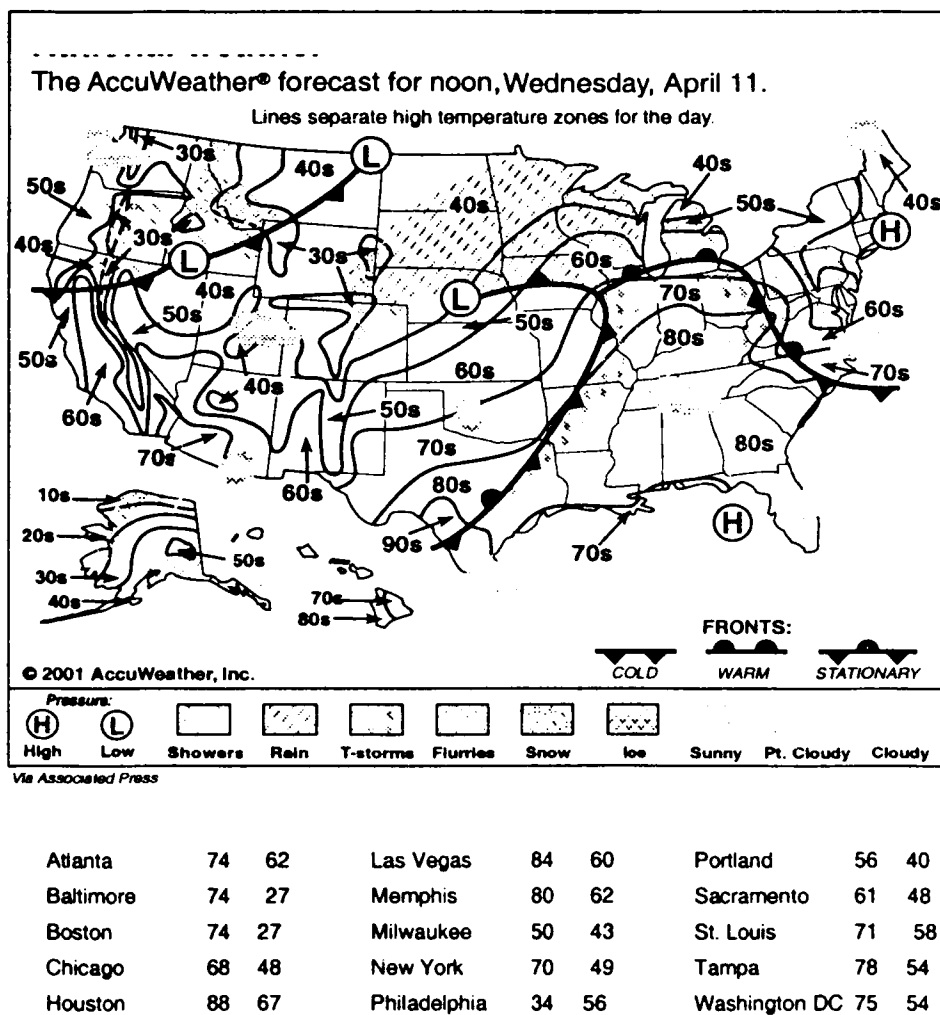 The AccuWeather® forecast for noon, Wednesday, April 11.
Lines separate high temperature zones for the day.
30s
40s
L
40s
50s
50s
40s
40s
H
30s
40s
60s
40s
L
30s
40s
L
70s
50s
50s
80s
60s
50s
60s
70s
40s
60s
50s
70s
70s
80s
80s
60s
10s
90s
70s
H
20s
50s
30s
40s
70s
80s
FRONTS:
COLD WARM STATIONARY
© 2001 AccuWeather, Inc.
Pressure:
H L
High Low Showers Rain T-storms Flurries Snow Ice Sunny Pt. Cloudy Cloudy
Via Associated Press
Atlanta 74 62 Las Vegas 84 60 Portland 56 40
Baltimore 74 27 Memphis 80 62 Sacramento 61 48
Boston 74 27 Milwaukee 50 43 St. Louis 71 58
Chicago 68 48 New York 70 49 Tampa 78 54
Houston 88 67 Philadelphia 34 56 Washington DC 75 54